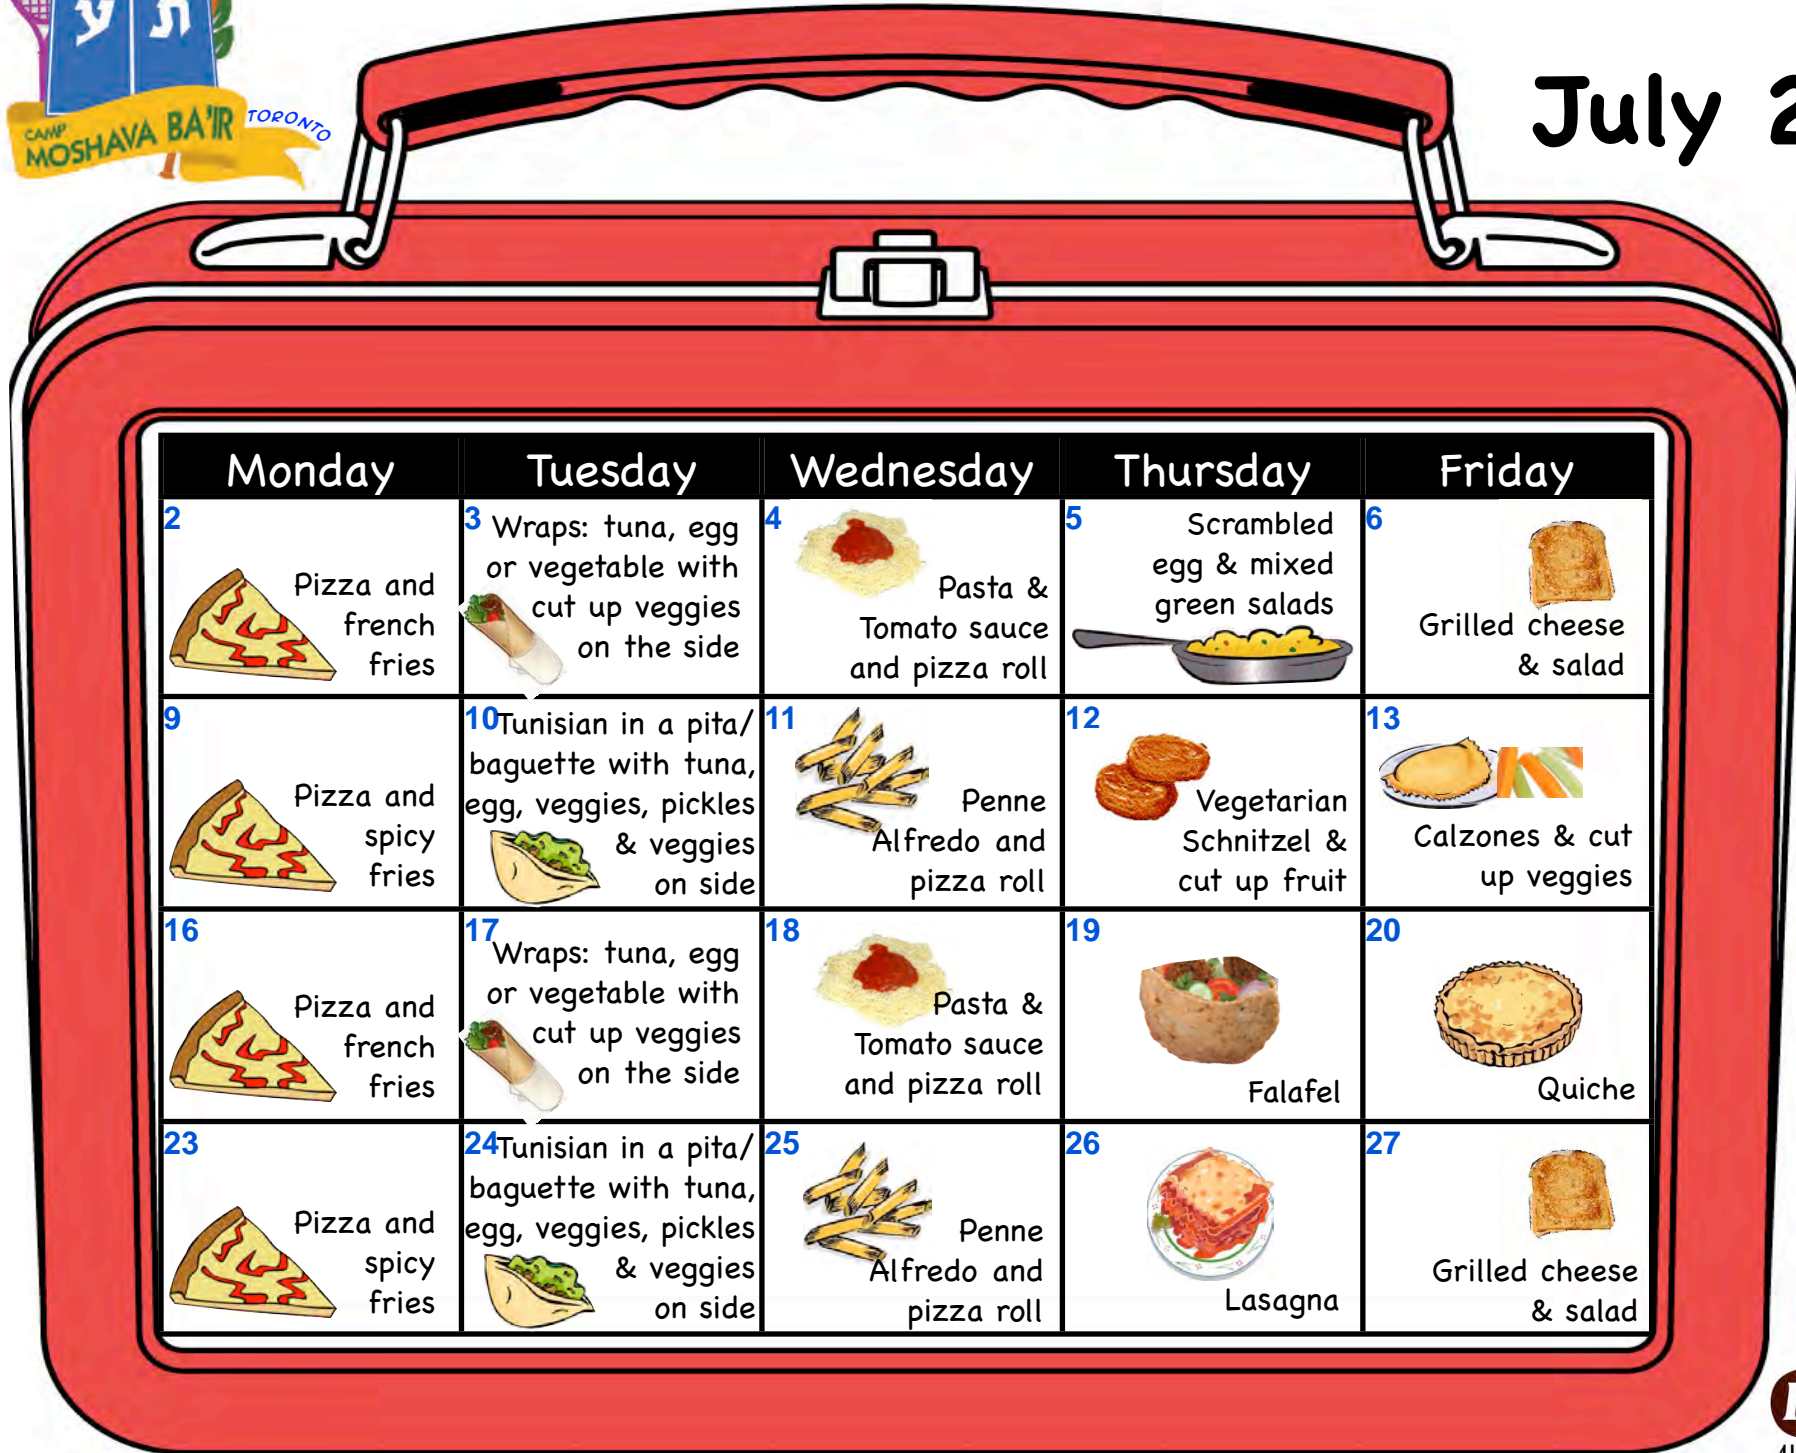 ע ת
CAMP
MOSHAVA BA'IR
TORONTO
July 2
Monday Tuesday Wednesday Thursday Friday
2
Pizza and
french
fries
3
Wraps: tuna, egg
or vegetable with
cut up veggies
on the side
4
Pasta &
Tomato sauce
and pizza roll
5
Scrambled
egg & mixed
green salads
6
Grilled cheese
& salad
9
Pizza and
spicy
fries
10
Tunisian in a pita/
baguette with tuna,
egg, veggies, pickles
& veggies
on side
11
Penne
Alfredo and
pizza roll
12
Vegetarian
Schnitzel &
cut up fruit
13
Calzones & cut
up veggies
16
Pizza and
french
fries
17
Wraps: tuna, egg
or vegetable with
cut up veggies
on the side
18
Pasta &
Tomato sauce
and pizza roll
19
Falafel
20
Quiche
23
Pizza and
spicy
fries
24
Tunisian in a pita/
baguette with tuna,
egg, veggies, pickles
& veggies
on side
25
Penne
Alfredo and
pizza roll
26
Lasagna
27
Grilled cheese
& salad